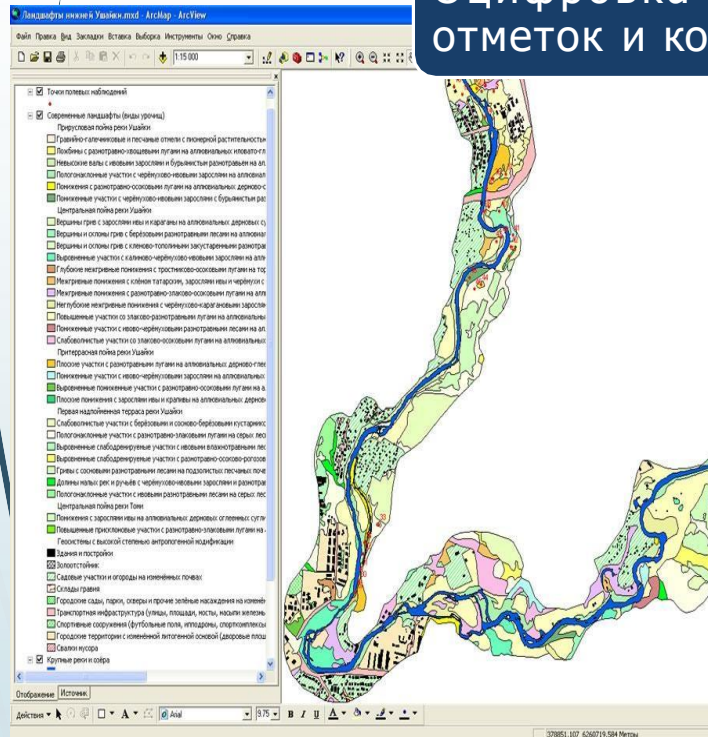 Оцифровка
отметок и ко
Ландшафты нижней Ушайки.mxd - ArcMap - ArcView
Файл Правка Вид Закладки Вставка Выборка Инструменты Окно Справка
1:15 000
Точки полевых наблюдений
Современные ландшафты (виды урочищ)
Прирусловая пойма реки Ушайки
Гравийно-галечниковые и песчаные отмели с пионерной растительностью
Ложбины с разнотравно-хвощевыми лугами на аллювиальных иловато-гл
Невысокие валы с ивовыми зарослями и бурьянистым разнотравьем на ал
Пологонаклонные участки с черёмухово-ивовыми зарослями на аллювиал
Понижения с разнотравно-осоковыми лугами на аллювиальных дерново-с
Пониженные участки с черёмухово-ивовыми зарослями с бурьянистым раз
Центральная пойма реки Ушайки
Вершины грив с зарослями ивы и караганы на аллювиальных дерновых су
Вершины и склоны грив с берёзовыми разнотравными лесами на аллювиал
Вершины и склоны грив с кленово-тополиными закустаренными разнотрав
Выровненные участки с калиново-черёмухово-ивовыми зарослями на алл
Глубокие межгривные понижения с тростниково-осоковыми лугами на тор
Межгривные понижения с клёном татарским, зарослями ивы и черёмухи с
Межгривные понижения с разнотравно-злаково-осоковыми лугами на алл
Неглубокие межгривные понижения с черёмухово-карагановыми зарослям
Повышенные участки со злаково-разнотравными лугами на аллювиальны
Пониженные участки с ивово-черёмуховыми разнотравными лесами на ал
Слабоволнистые участки со злаково-осоковыми лугами на аллювиальных
Притеррасная пойма реки Ушайки
Плоские участки с разнотравными лугами на аллювиальных дерново-глее
Пониженные участки с ивово-черёмуховыми зарослями на аллювиальных
Выровненные пониженные участки с разнотравно-осоковыми лугами на а
Плоские понижения с зарослями ивы и крапивы на аллювиальных дерновы
Первая надпойменная терраса реки Ушайки
Слабоволнистые участки с берёзовыми и сосново-берёзовыми кустарнико
Пологонаклонные участки с разнотравно-злаковыми лугами на серых лес
Выровненные слабодренируемые участки с ивовыми влажнотравными лес
Выровненные слабодренируемые участки с разнотравно-осоково-рогозов
Гривы с сосновыми разнотравными лесами на подзолистых песчаных поче
Долины малых рек и ручьёв с черёмухово-ивовыми зарослями и разнотрав
Пологонаклонные участки с ивовыми разнотравными лесами на серых лес
Центральная пойма реки Томи
Понижения с зарослями ивы на аллювиальных дерновых оглеенных сугли
Повышенные присклоновые участки с разнотравно-злаковыми лугами на
Геосистемы с высокой степенью антропогенной модификации
Здания и постройки
Золоотстойник
Садовые участки и огороды на изменённых почвах
Склады гравия
Городские сады, парки, скверы и прочие зелёные насаждения на изменён
Транспортная инфраструктура (улицы, площади, мосты, насыпи железны
Спортивные сооружения (футбольные поля, ипподромы, спорткомплексы
Городские территории с изменённой литогенной основой (дворовые площ
Свалки мусора
Крупные реки и озёра
Отображение Источник
Действия Arial 9.75 B I U A
378851,107 6260719,584 Метры